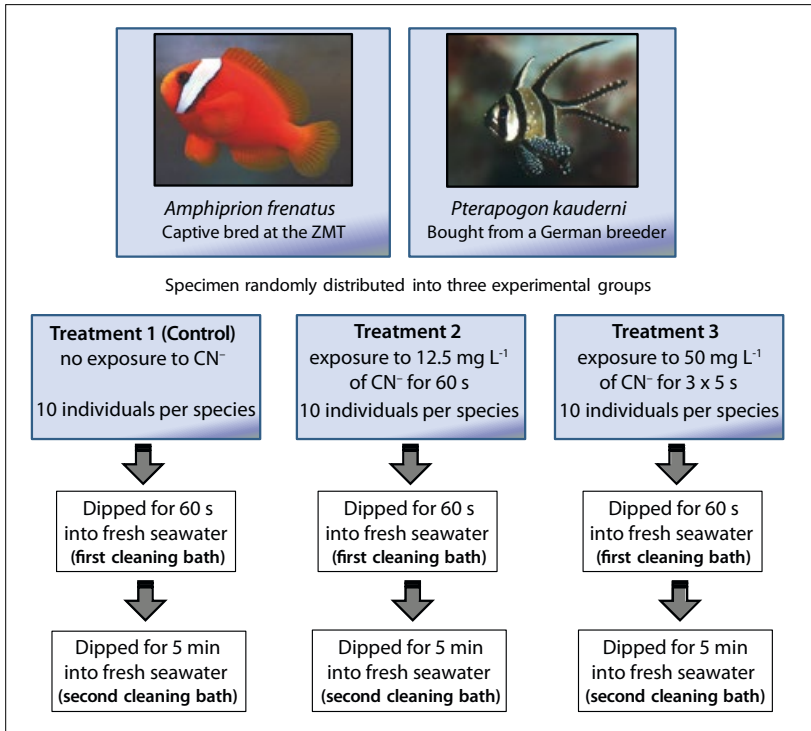 Amphiprion frenatus
Captive bred at the ZMT
Pterapogon kauderni
Bought from a German breeder
Specimen randomly distributed into three experimental groups
Treatment 1 (Control)
no exposure to CN⁻
10 individuals per species
Treatment 2
exposure to 12.5 mg L⁻¹
of CN⁻ for 60 s
10 individuals per species
Treatment 3
exposure to 50 mg L⁻¹
of CN⁻ for 3 x 5 s
10 individuals per species
Dipped for 60 s
into fresh seawater
(first cleaning bath)
Dipped for 60 s
into fresh seawater
(first cleaning bath)
Dipped for 60 s
into fresh seawater
(first cleaning bath)
Dipped for 5 min
into fresh seawater
(second cleaning bath)
Dipped for 5 min
into fresh seawater
(second cleaning bath)
Dipped for 5 min
into fresh seawater
(second cleaning bath)